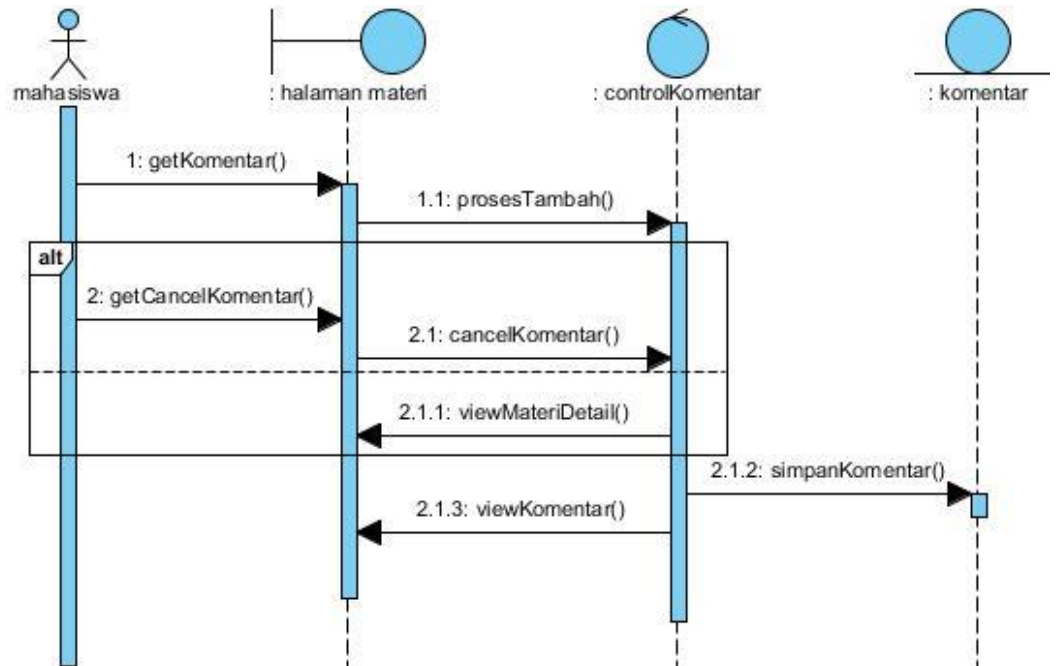 mahasiswa
: halaman materi
: controlKomentar
: komentar
1: getKomentar()
1.1: prosesTambah()
alt
2: getCancelKomentar()
2.1: cancelKomentar()
2.1.1: viewMateriDetail()
2.1.2: simpanKomentar()
2.1.3: viewKomentar()